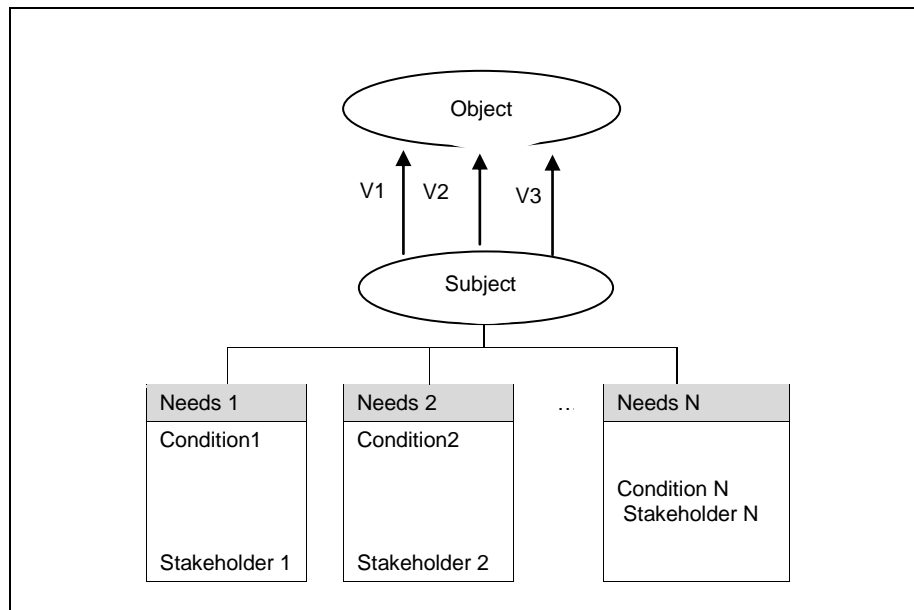 Object
V1 V2 V3
Subject
Needs 1 Needs 2 ... Needs N
Condition1 Condition2
Condition N
Stakeholder N
Stakeholder 1 Stakeholder 2